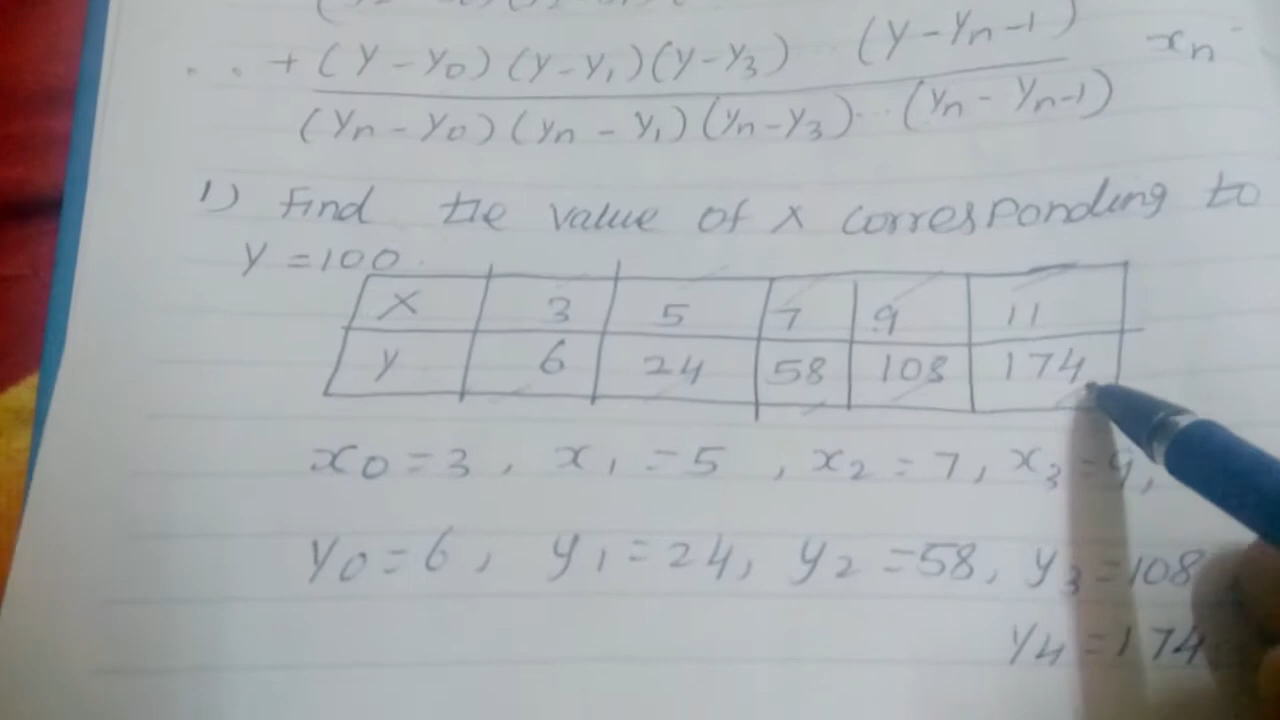 . . + (y-y0) (y-y1) (y-y3) .. (y-yn-1) xn
(yn-y0) (yn-y1) (yn-y3) ... (yn-yn-1)
1) Find the value of x corresponding to
y = 100.
x 3 5 7 9 11
y 6 24 58 108 174
x0 = 3, x1 = 5, x2 = 7, x3 = 9,
y0 = 6, y1 = 24, y2 = 58, y3 = 108
y4 = 174